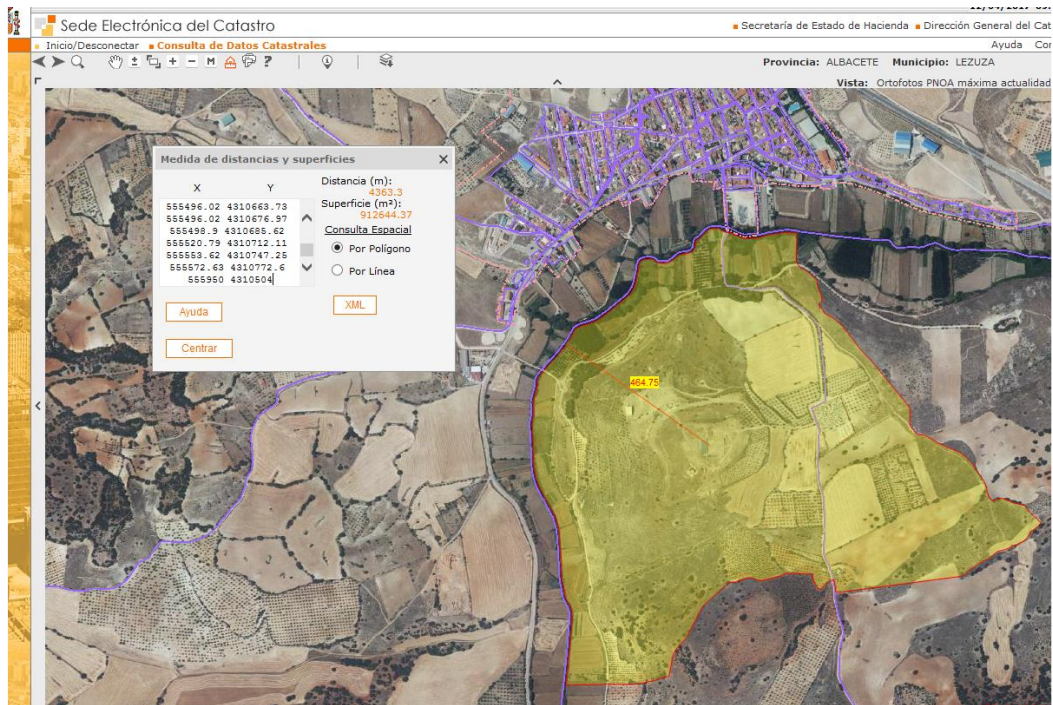 Sede Electrónica del Catastro
Secretaría de Estado de Hacienda Dirección General del Cat
Inicio/Desconectar Consulta de Datos Catastrales
Ayuda Cor
Provincia: ALBACETE Municipio: LEZUZA
Vista: Ortofotos PNOA máxima actualidad
Medida de distancias y superficies
X Y
555496.02 4310663.73
555496.02 4310676.97
555498.9 4310685.62
555520.79 4310712.11
555553.62 4310747.25
555572.63 4310772.6
555950 4310504
Distancia (m):
4363.3
Superficie (m²):
912644.37
Consulta Espacial
Por Polígono
Por Línea
Ayuda
XML
Centrar
464.75